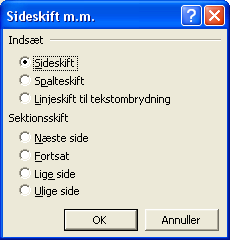 Sideskift m.m.
Indsæt
Sideskift
Spalteskift
Linjeskift til tekstombrydning
Sektionsskift
Næste side
Fortsat
Lige side
Ulige side
OK
Annuller